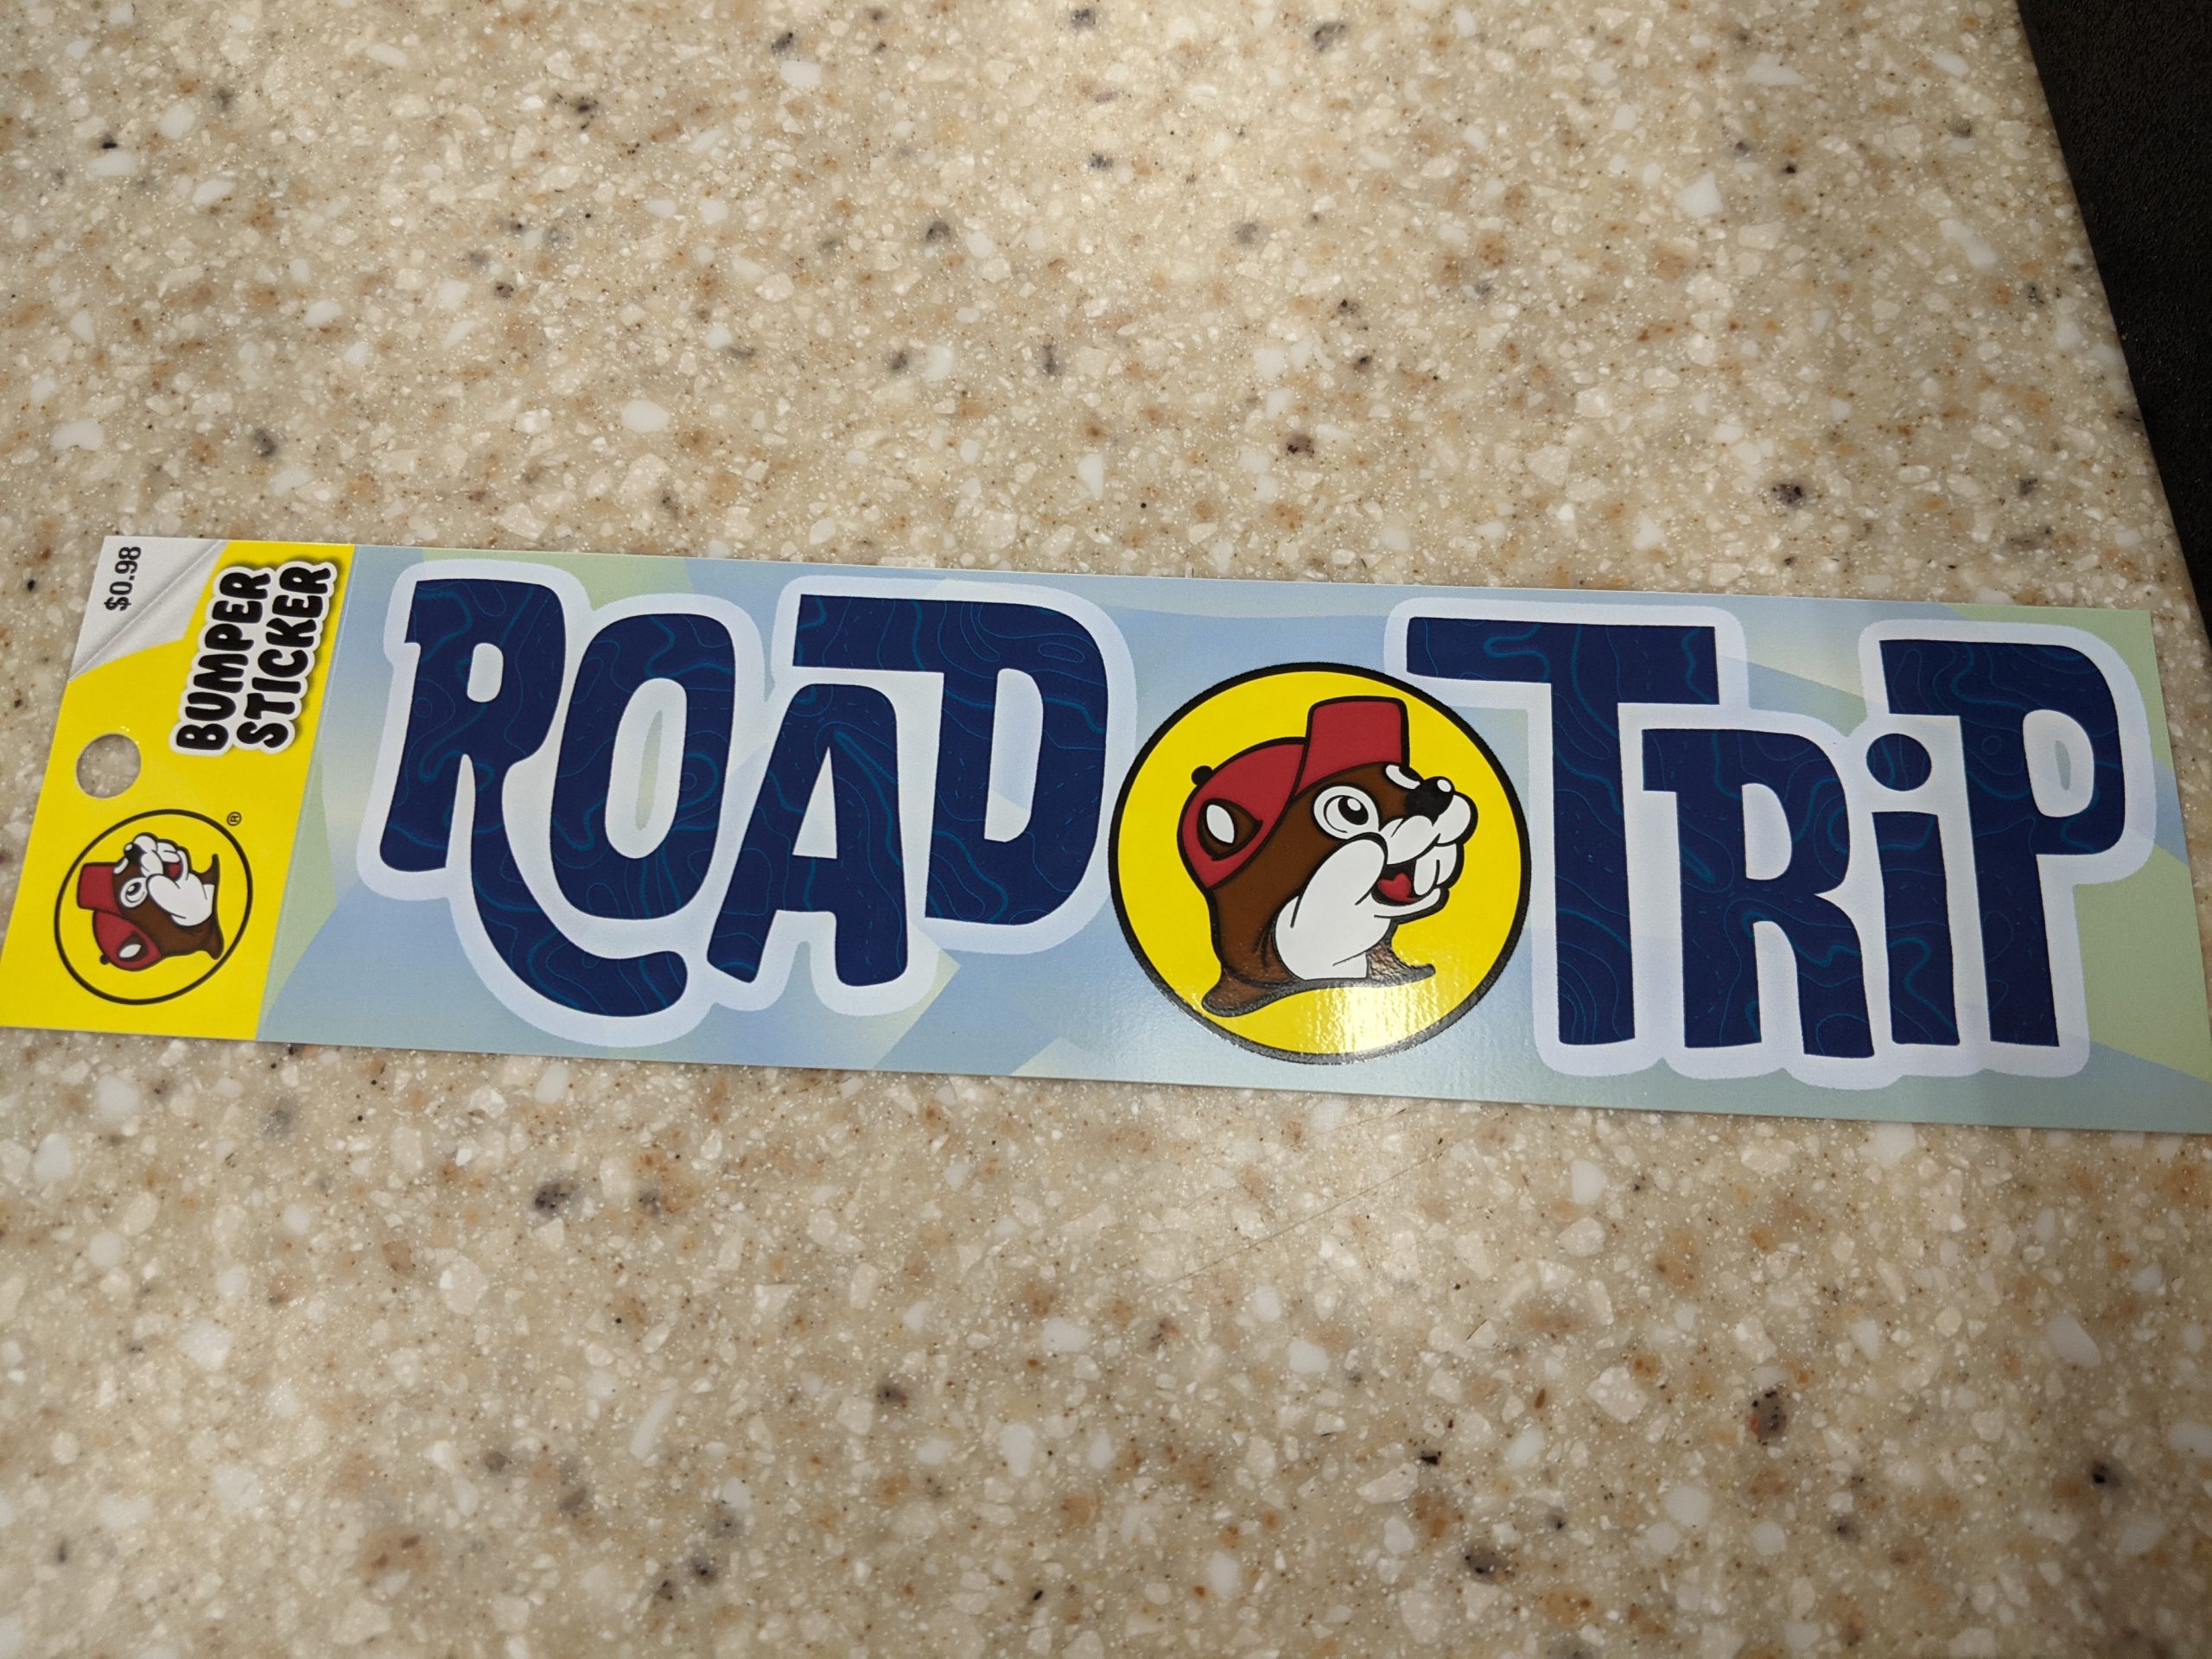 $0.98
BUMPER
STICKER
®
ROAD TRiP